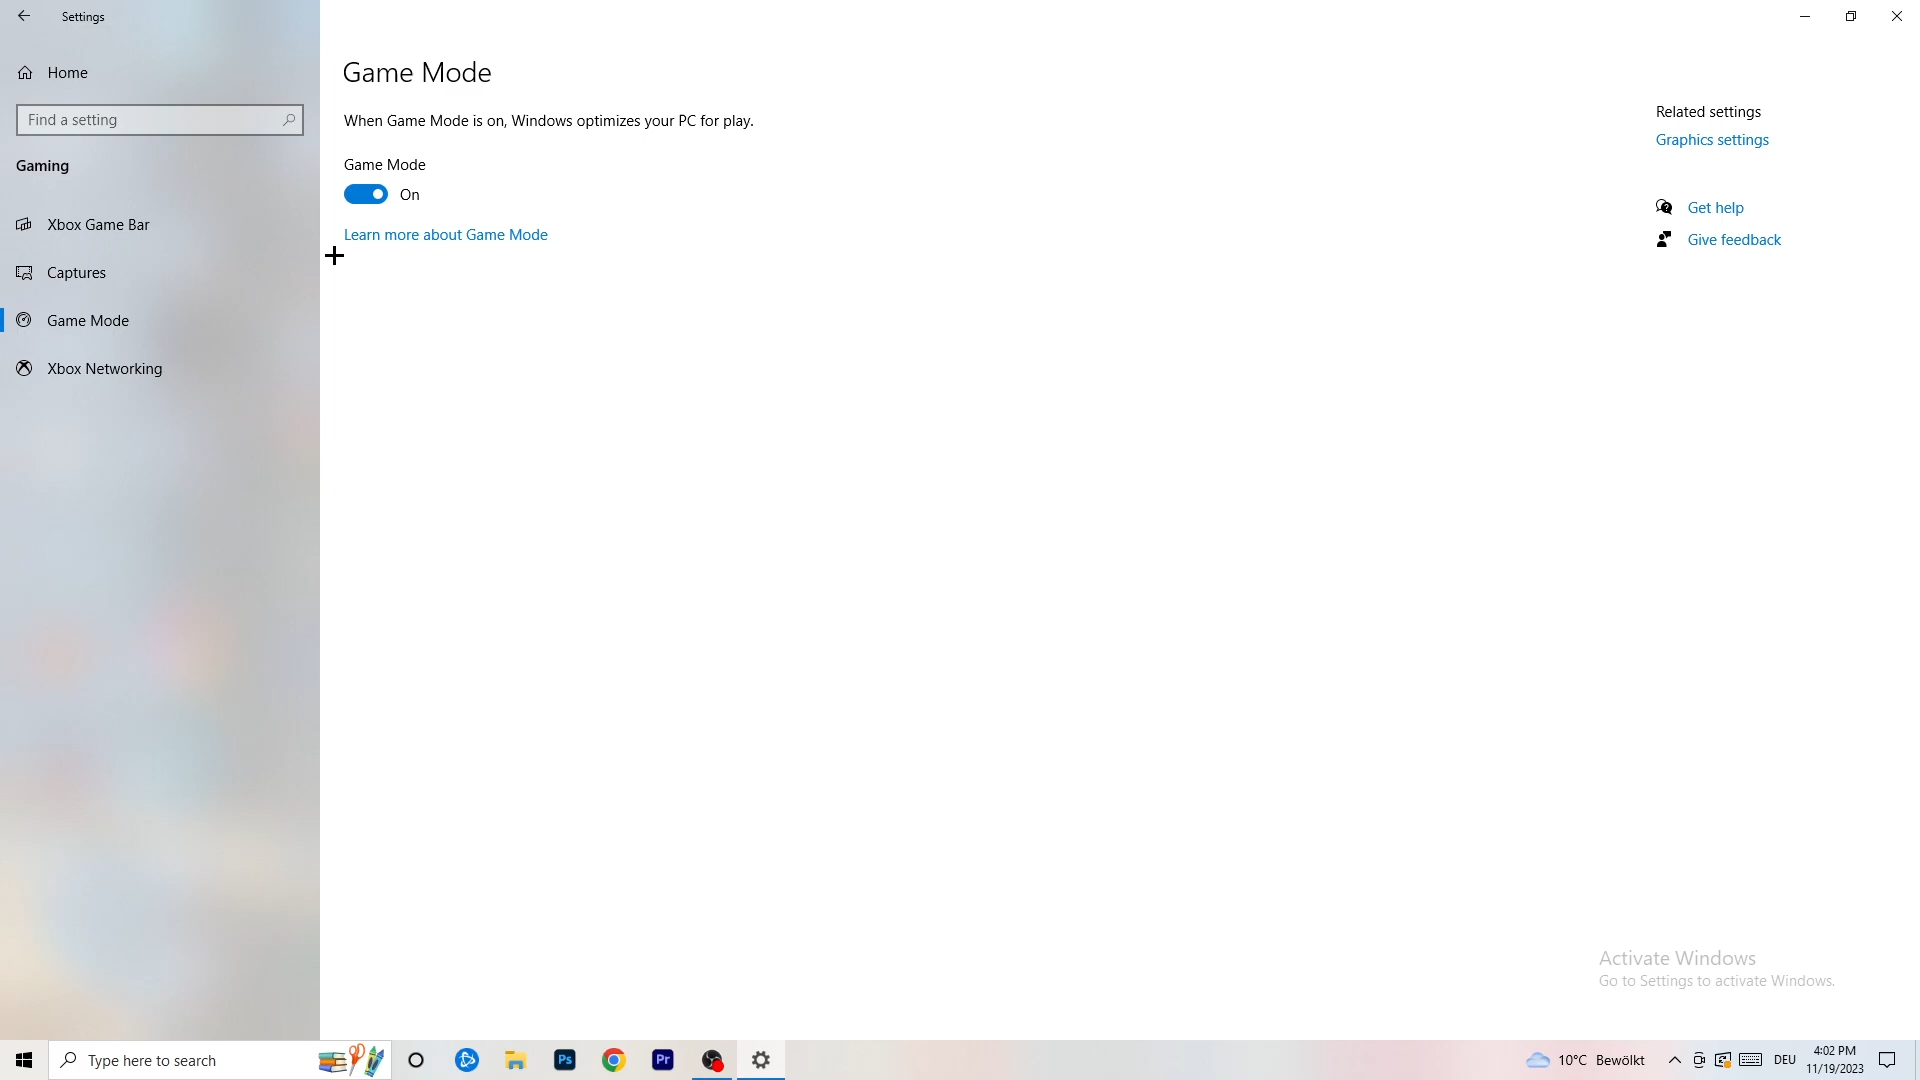 Settings
Home
Find a setting
Gaming
Xbox Game Bar
Captures
Game Mode
Xbox Networking
Game Mode
When Game Mode is on, Windows optimizes your PC for play.
Game Mode
On
Learn more about Game Mode
Related settings
Graphics settings
Get help
Give feedback
Activate Windows
Go to Settings to activate Windows.
Type here to search
Ps
Pr
10°C Bewölkt
DEU
4:02 PM
11/19/2023